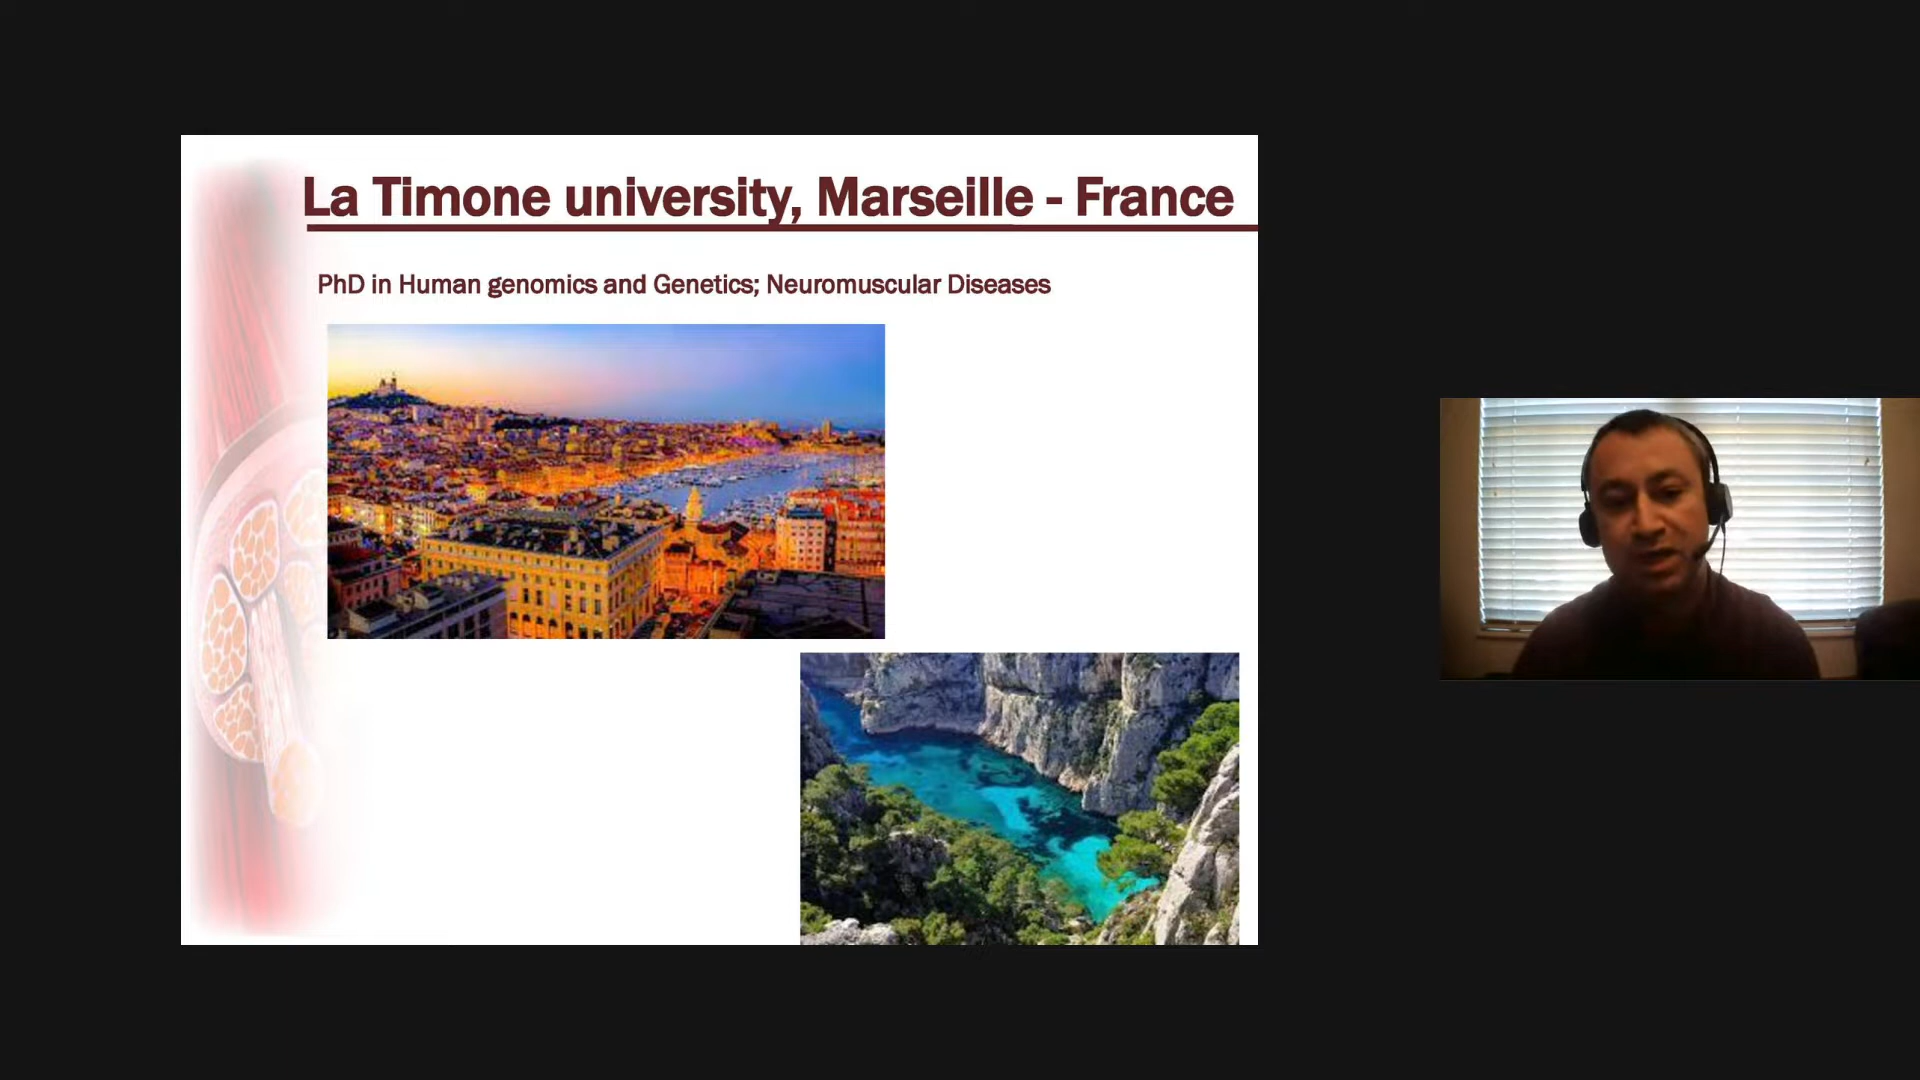 La Timone university, Marseille - France
PhD in Human genomics and Genetics; Neuromuscular Diseases